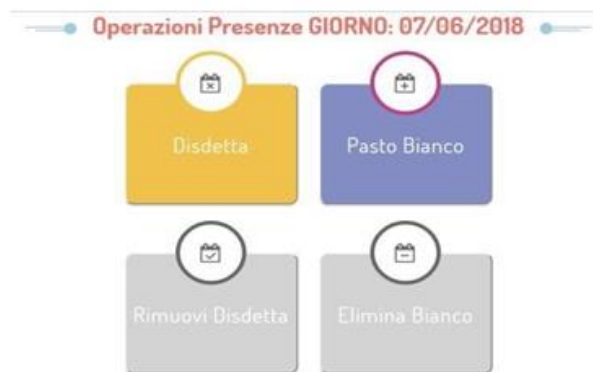 Operazioni Presenze GIORNO: 07/06/2018
Disdetta
Pasto Bianco
Rimuovi Disdetta
Elimina Bianco